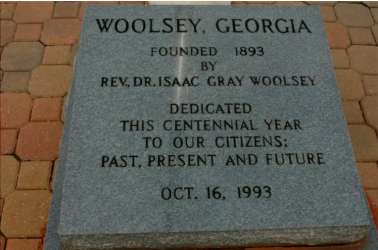 WOOLSEY, GEORGIA
FOUNDED 1893
BY
REV. DR. ISAAC GRAY WOOLSEY
DEDICATED
THIS CENTENNIAL YEAR
TO OUR CITIZENS;
PAST, PRESENT AND FUTURE
OCT. 16, 1993